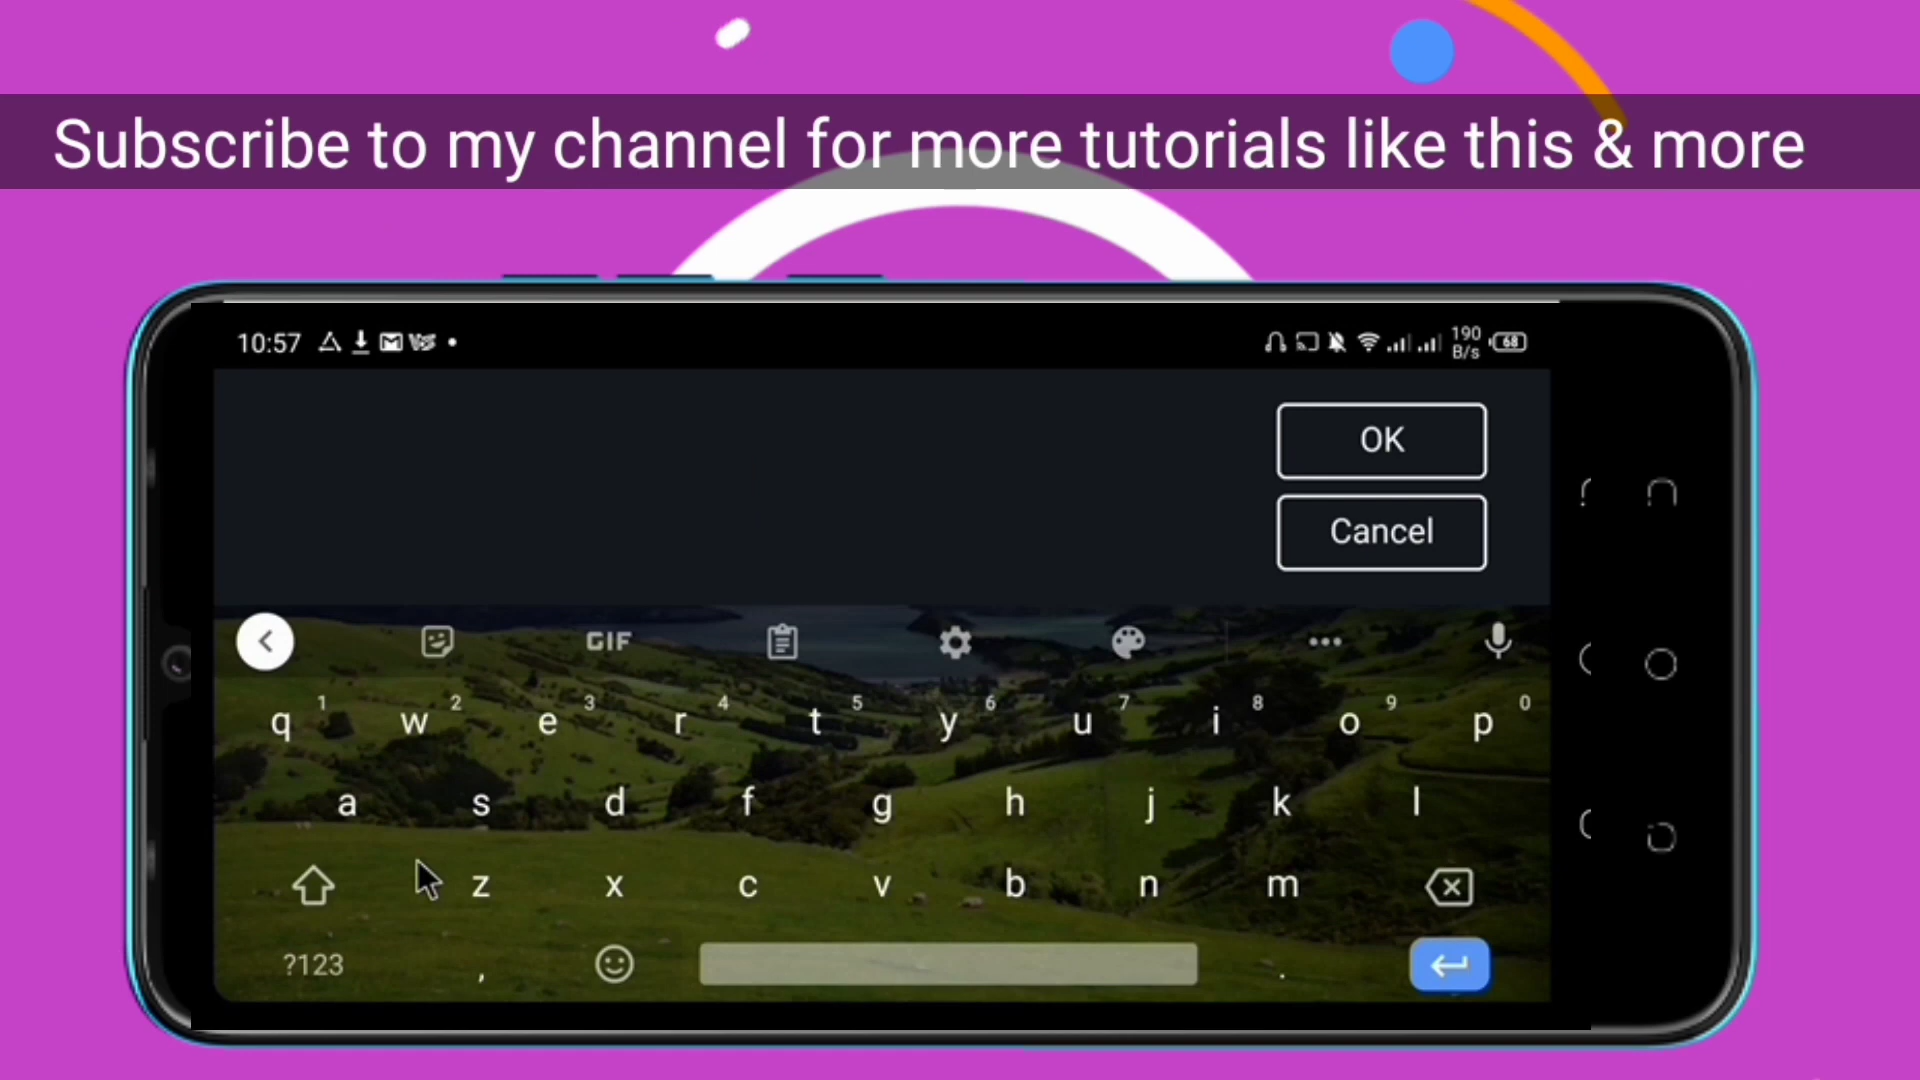 Subscribe to my channel for more tutorials like this & more
10:57 190 B/s 68
OK
Cancel
GIF
q 1 w 2 e 3 r 4 t 5 y 6 u 7 i 8 o 9 p 0
a s d f g h j k l
z x c v b n m
?123 , .